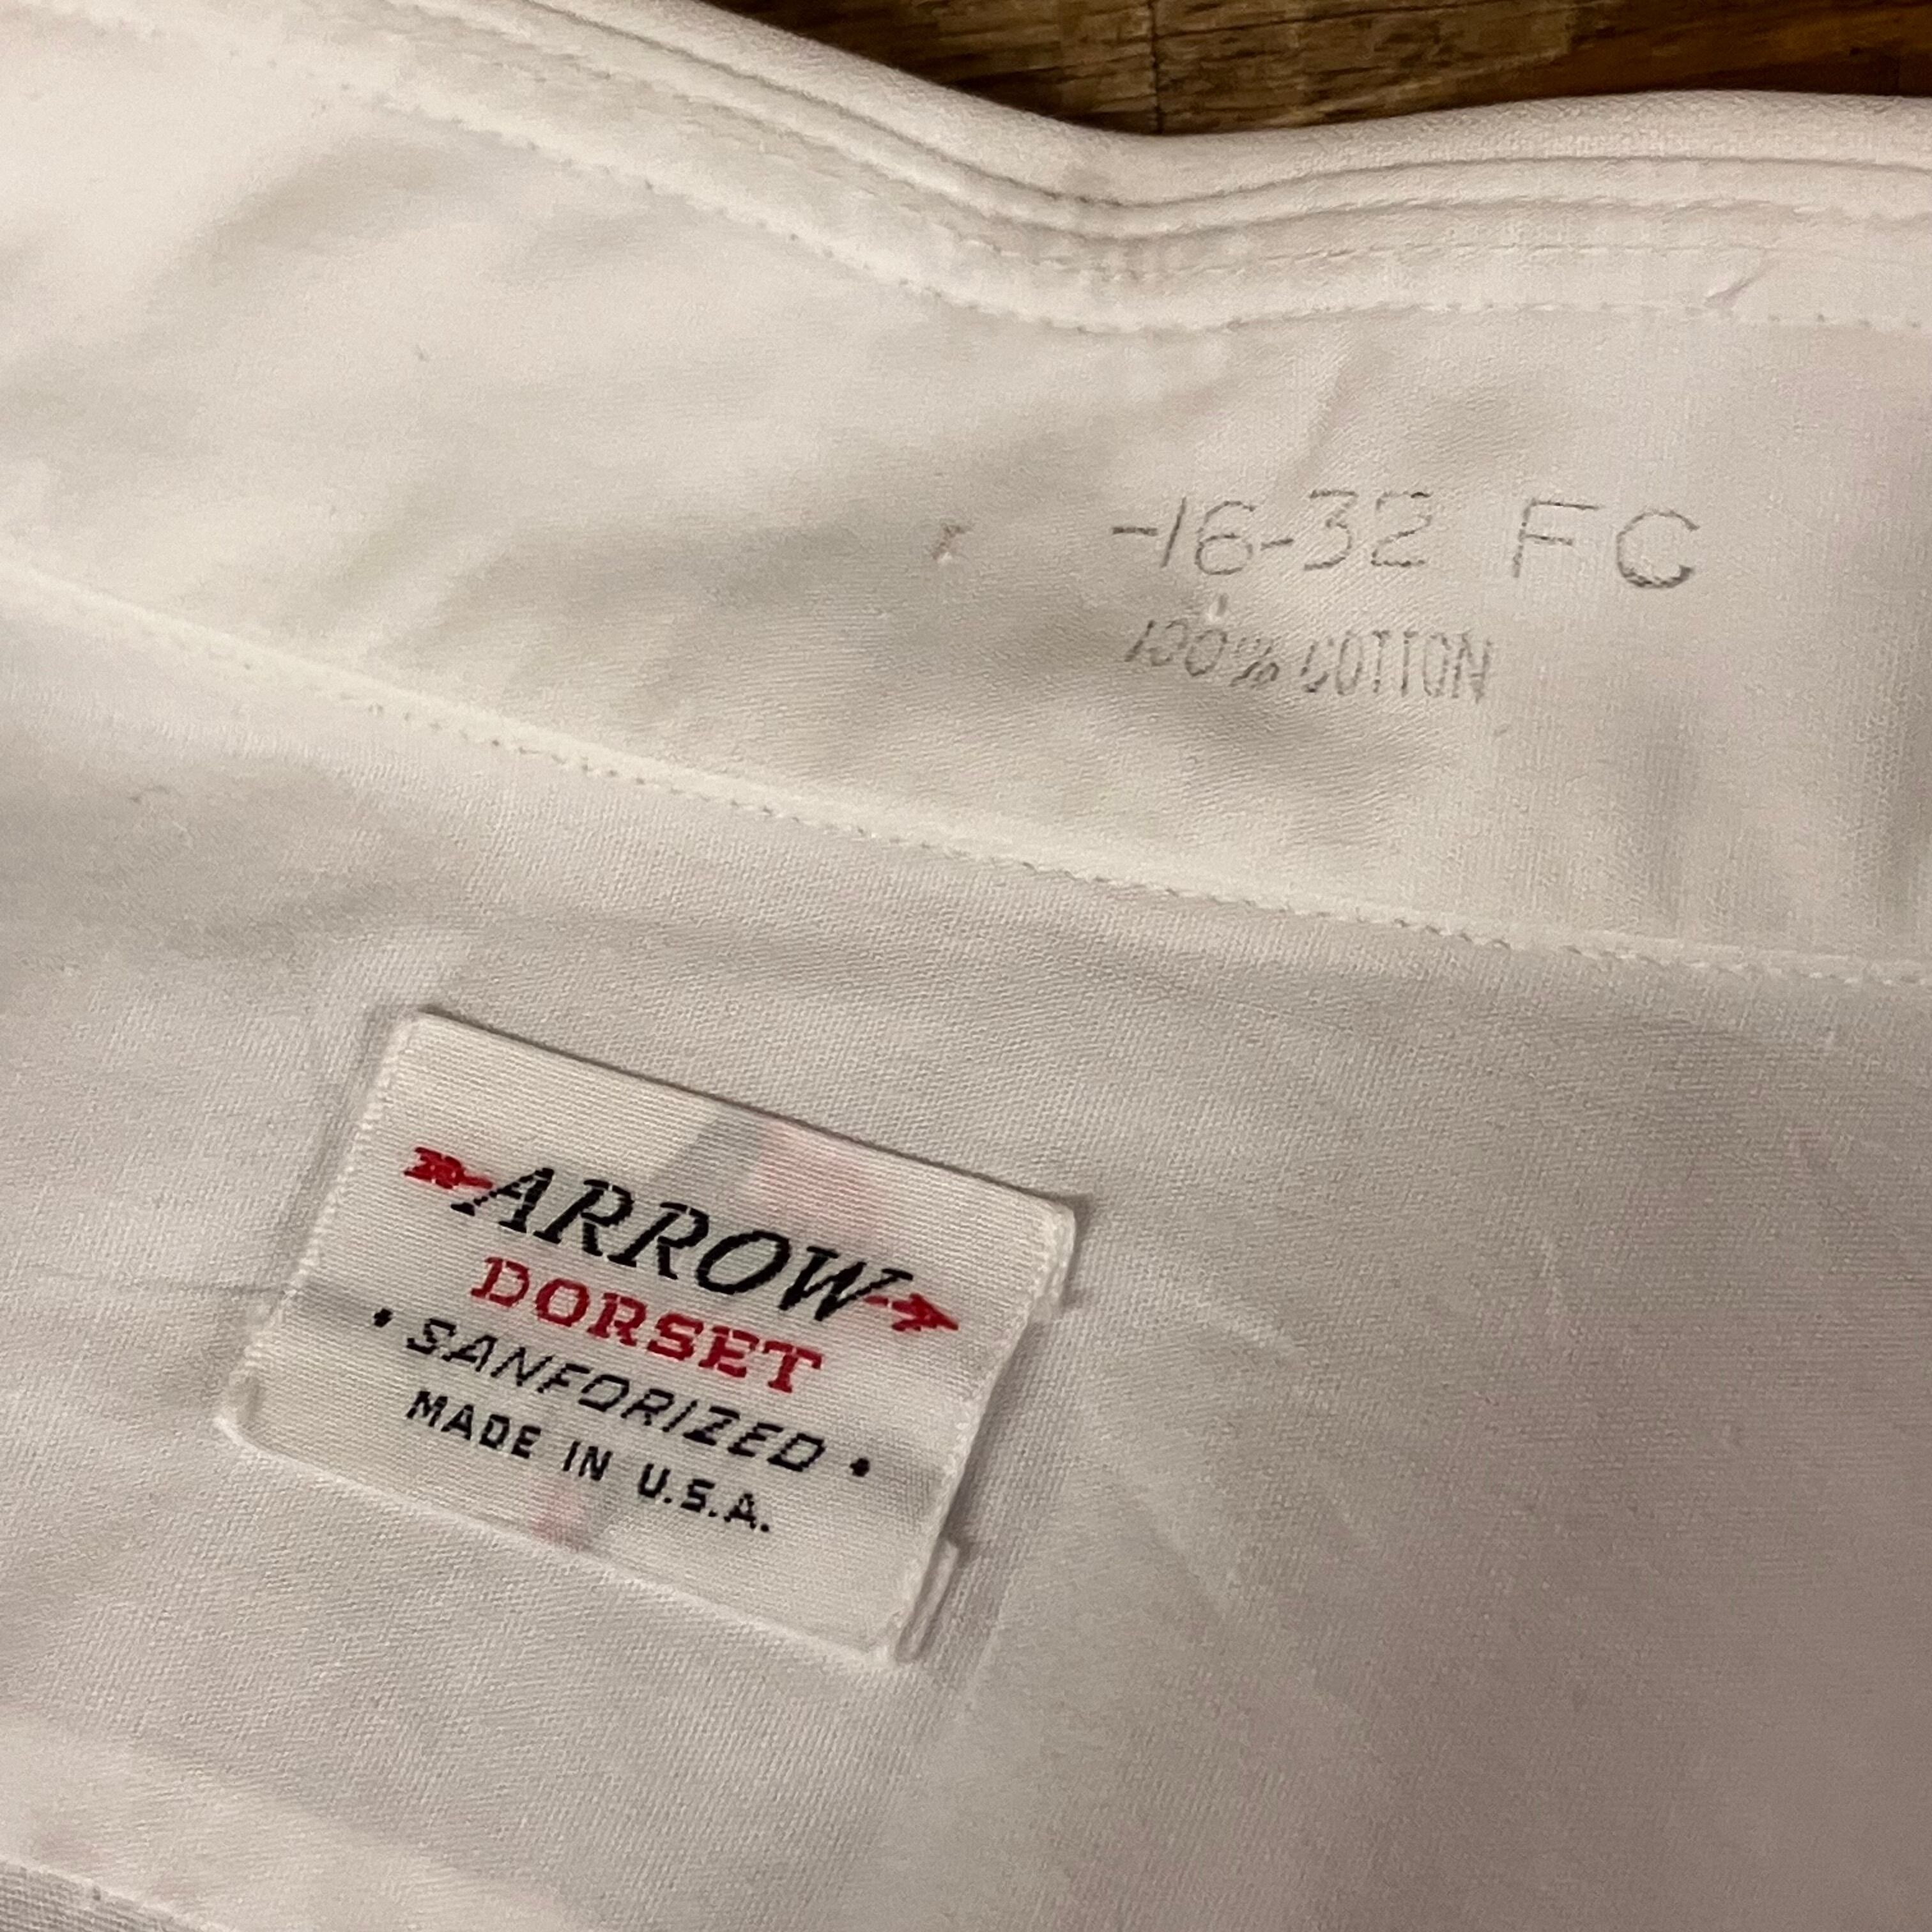 -16-32 FC
100% COTTON
ARROW
DORSET
• SANFORIZED •
MADE IN U.S.A.